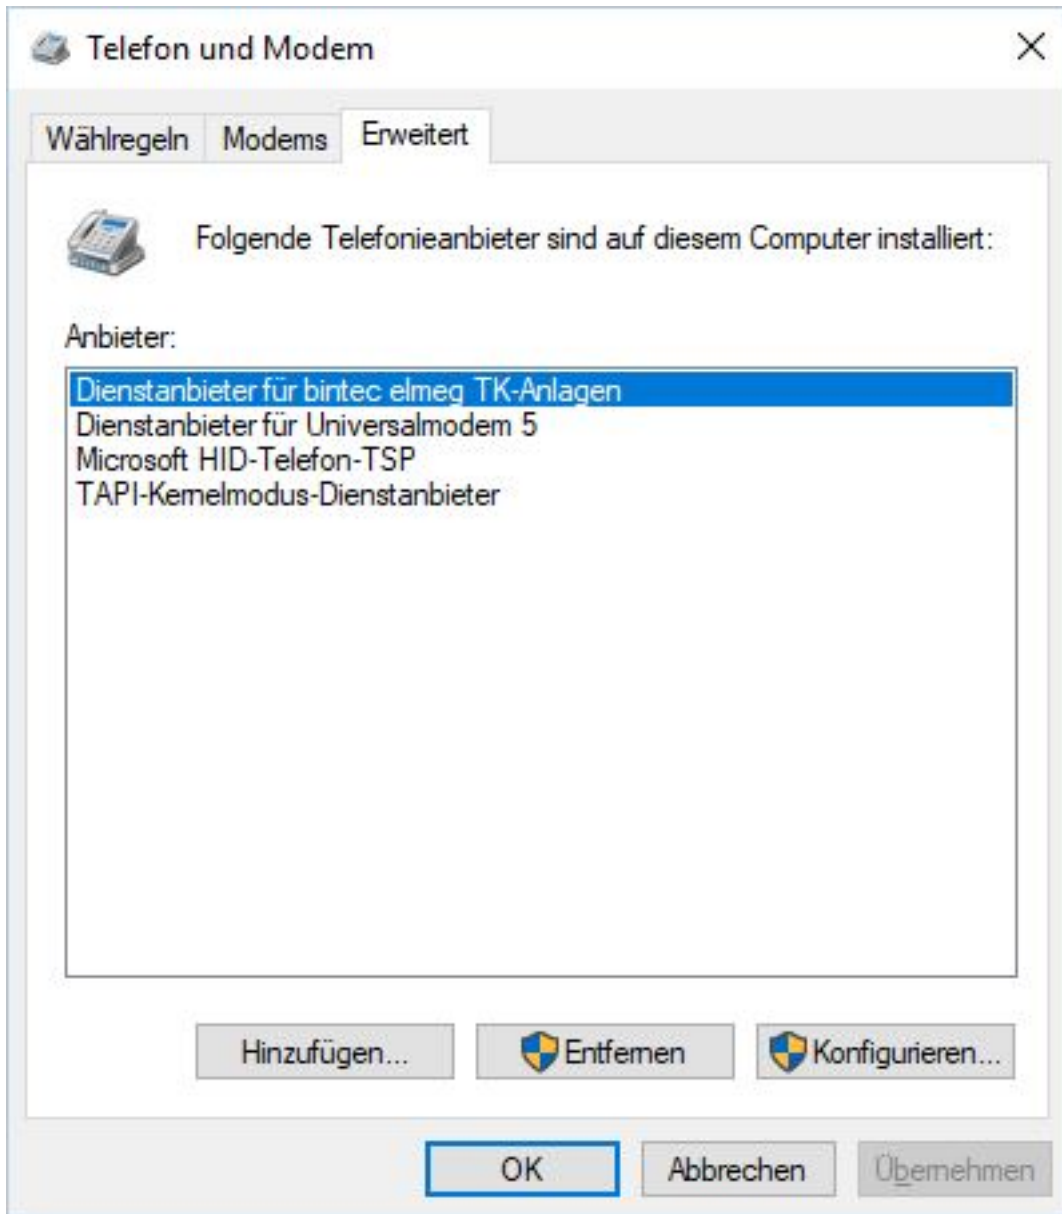 Telefon und Modem
Wählregeln Modems Erweitert
Folgende Telefonieanbieter sind auf diesem Computer installiert:
Anbieter:
Dienstanbieter für bintec elmeg TK-Anlagen
Dienstanbieter für Universalmodem 5
Microsoft HID-Telefon-TSP
TAPI-Kernelmodus-Dienstanbieter
Hinzufügen... Entfernen Konfigurieren...
OK Abbrechen Übernehmen